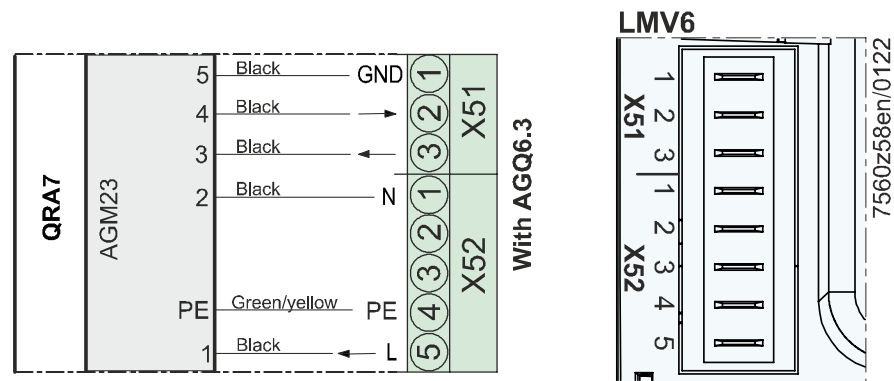 LMV6
5 Black GND 1
4 Black 2
3 Black 3
2 Black N 1
2
3
PE Green/yellow PE 4
1 Black L 5
QRA7
AGM23
X51
X52
With AGQ6.3
1
2
3
1
2
3
4
5
X51
X52
7560z58en/0122